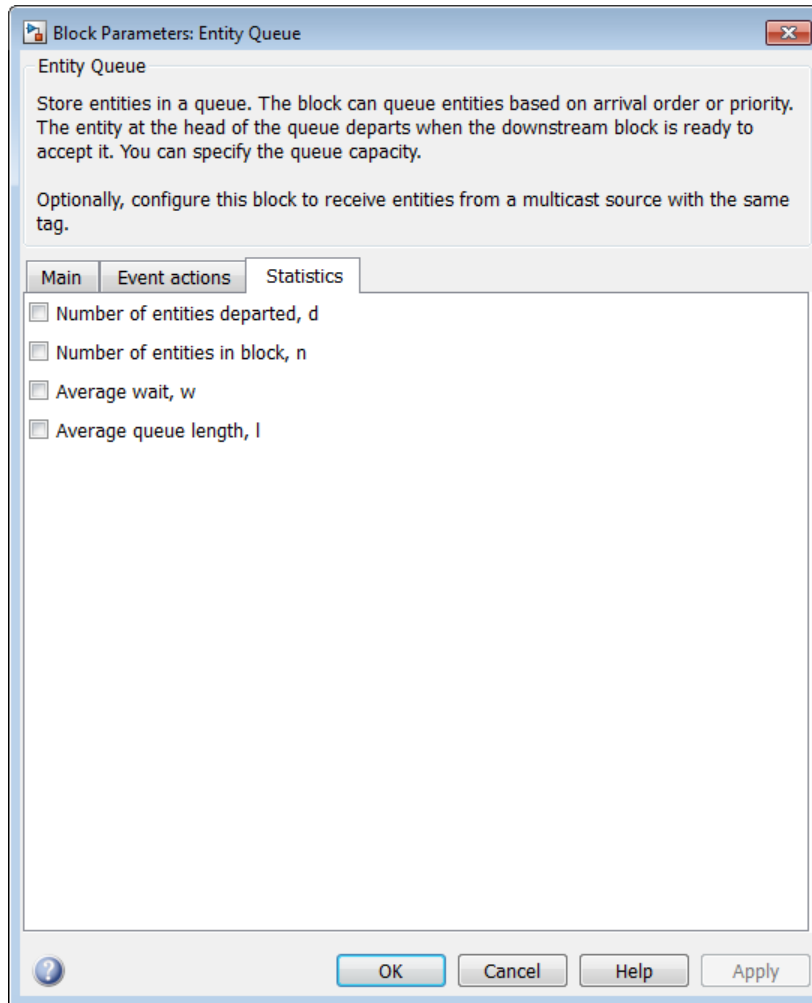 Block Parameters: Entity Queue
Entity Queue
Store entities in a queue. The block can queue entities based on arrival order or priority.
The entity at the head of the queue departs when the downstream block is ready to
accept it. You can specify the queue capacity.
Optionally, configure this block to receive entities from a multicast source with the same
tag.
Main Event actions Statistics
Number of entities departed, d
Number of entities in block, n
Average wait, w
Average queue length, l
? OK Cancel Help Apply